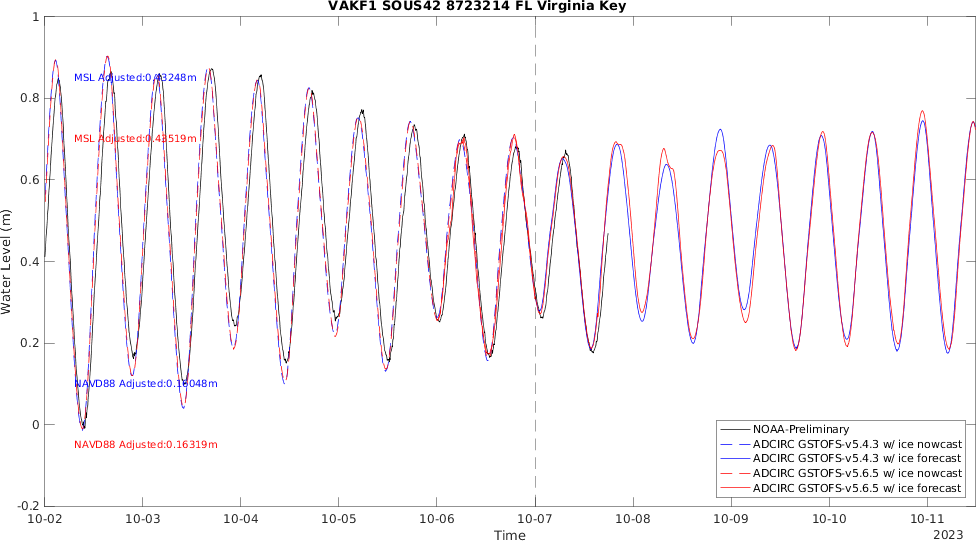 VAKF1 SOUS42 8723214 FL Virginia Key
1
0.8
0.6
0.4
0.2
0
-0.2
Water Level (m)
MSL Adjusted:0.43248m
MSL Adjusted:0.43519m
NAVD88 Adjusted:0.16048m
NAVD88 Adjusted:0.16319m
NOAA-Preliminary
ADCIRC GSTOFS-v5.4.3 w/ ice nowcast
ADCIRC GSTOFS-v5.4.3 w/ ice forecast
ADCIRC GSTOFS-v5.6.5 w/ ice nowcast
ADCIRC GSTOFS-v5.6.5 w/ ice forecast
10-02 10-03 10-04 10-05 10-06 10-07 10-08 10-09 10-10 10-11
Time
2023